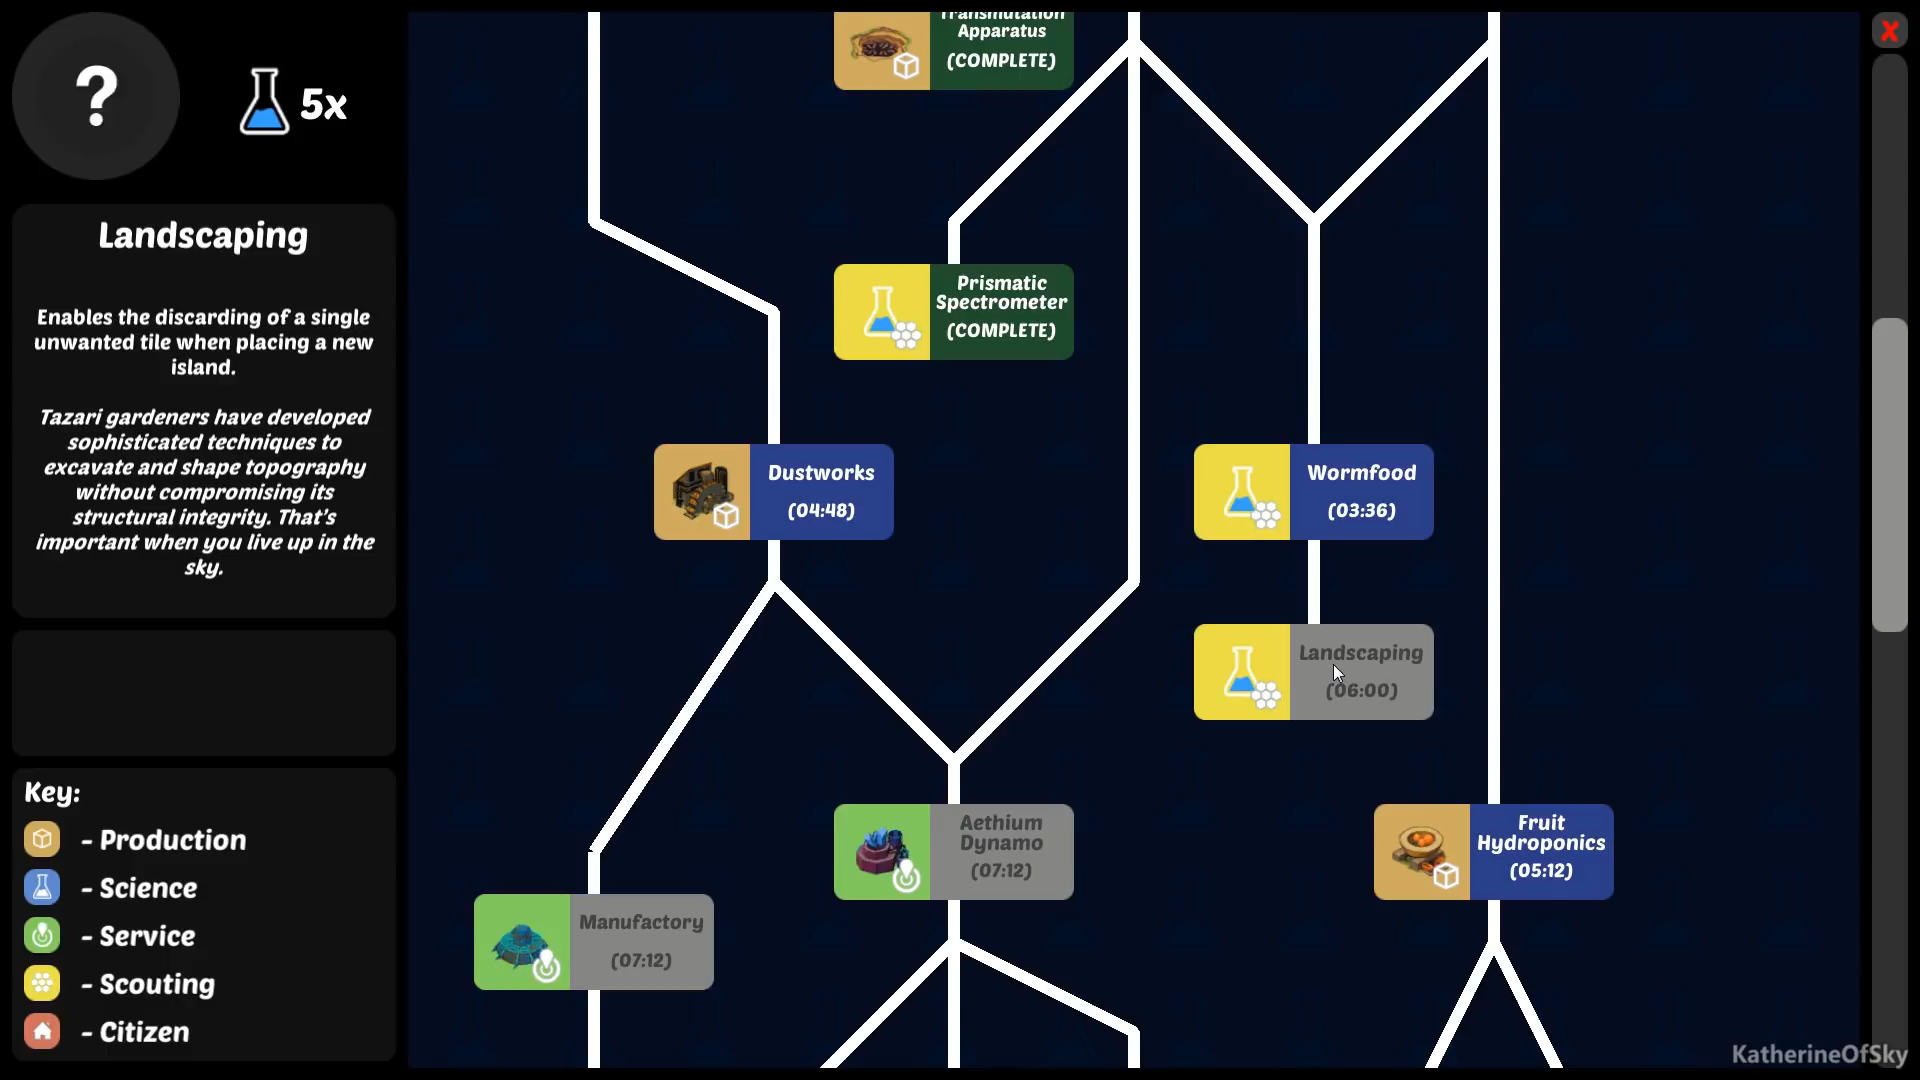 ?
5x
Landscaping
Enables the discarding of a single
unwanted tile when placing a new
island.
Tazari gardeners have developed
sophisticated techniques to
excavate and shape topography
without compromising its
structural integrity. That's
important when you live up in the
sky.
Key:
- Production
- Science
- Service
- Scouting
- Citizen
Transmutation
Apparatus
(COMPLETE)
Prismatic
Spectrometer
(COMPLETE)
Dustworks
(04:48)
Wormfood
(03:36)
Landscaping
(06:00)
Aethium
Dynamo
(07:12)
Fruit
Hydroponics
(05:12)
Manufactory
(07:12)
X
KatherineOfSky